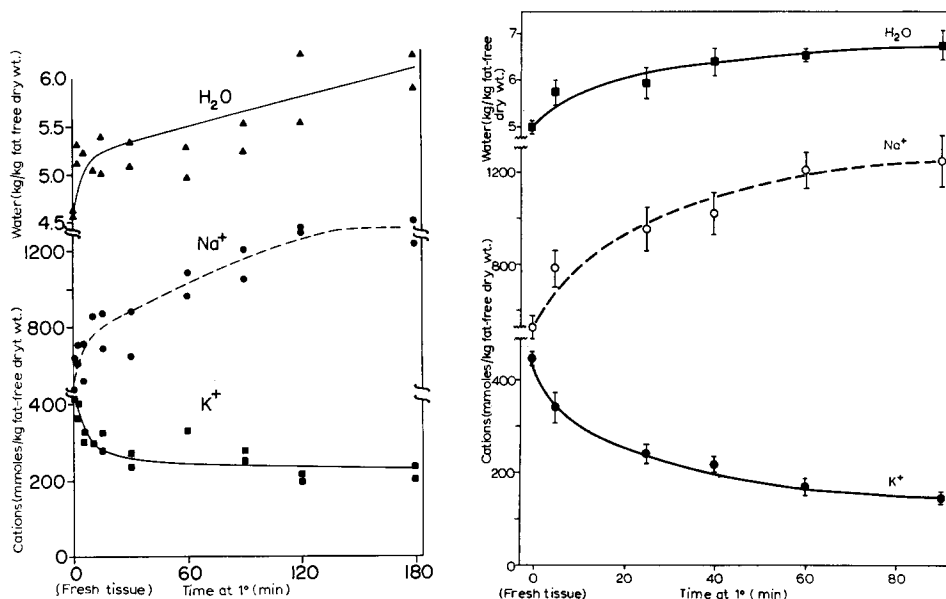 H₂O
Na⁺
K⁺
Water (kg/kg fat free dry wt.)
6.0
5.5
5.0
4.5
Cations (mmoles/kg fat-free dryt wt.)
1200
800
400
200
0
0
60
120
180
(Fresh tissue)
Time at 1° (min)
H₂O
Na⁺
K⁺
Water (kg/kg fat-free
dry wt.)
7
6
5
Cations (mmoles/kg fat-free dry wt.)
1200
800
400
200
0
0
20
40
60
80
(Fresh tissue)
Time at 1° (min)